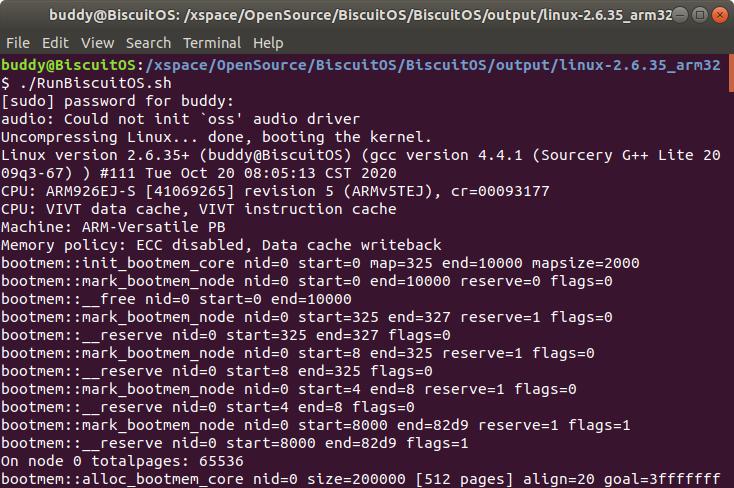 buddy@BiscuitOS: /xspace/OpenSource/BiscuitOS/BiscuitOS/output/linux-2.6.35_arm32
File Edit View Search Terminal Help
buddy@BiscuitOS:/xspace/OpenSource/BiscuitOS/BiscuitOS/output/linux-2.6.35_arm32
$ ./RunBiscuitOS.sh
[sudo] password for buddy:
audio: Could not init `oss' audio driver
Uncompressing Linux... done, booting the kernel.
Linux version 2.6.35+ (buddy@BiscuitOS) (gcc version 4.4.1 (Sourcery G++ Lite 20
09q3-67) ) #111 Tue Oct 20 08:05:13 CST 2020
CPU: ARM926EJ-S [41069265] revision 5 (ARMv5TEJ), cr=00093177
CPU: VIVT data cache, VIVT instruction cache
Machine: ARM-Versatile PB
Memory policy: ECC disabled, Data cache writeback
bootmem::init_bootmem_core nid=0 start=0 map=325 end=10000 mapsize=2000
bootmem::mark_bootmem_node nid=0 start=0 end=10000 reserve=0 flags=0
bootmem::__free nid=0 start=0 end=10000
bootmem::mark_bootmem_node nid=0 start=325 end=327 reserve=1 flags=0
bootmem::__reserve nid=0 start=325 end=327 flags=0
bootmem::mark_bootmem_node nid=0 start=8 end=325 reserve=1 flags=0
bootmem::__reserve nid=0 start=8 end=325 flags=0
bootmem::mark_bootmem_node nid=0 start=4 end=8 reserve=1 flags=0
bootmem::__reserve nid=0 start=4 end=8 flags=0
bootmem::mark_bootmem_node nid=0 start=8000 end=82d9 reserve=1 flags=1
bootmem::__reserve nid=0 start=8000 end=82d9 flags=1
On node 0 totalpages: 65536
bootmem::alloc_bootmem_core nid=0 size=200000 [512 pages] align=20 goal=3fffffff